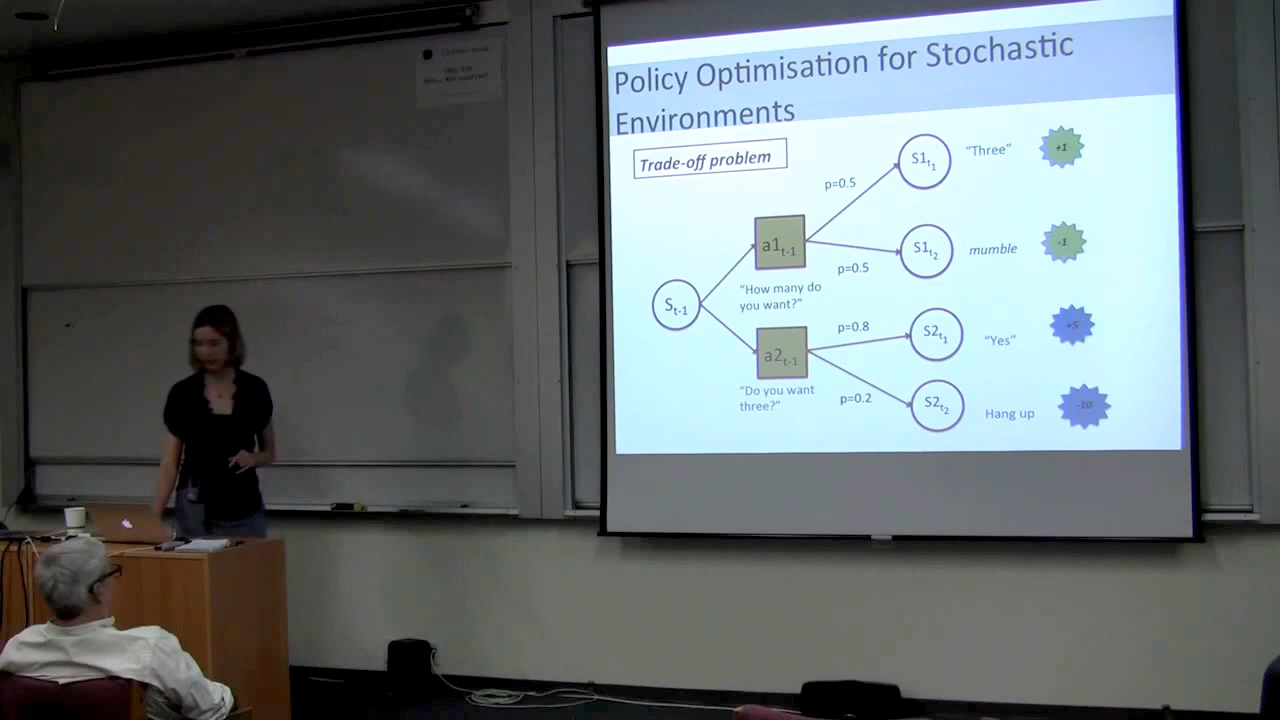 Policy Optimisation for Stochastic
Environments
Trade-off problem
S1t1
"Three"
+1
p=0.5
a1t-1
S1t2
mumble
-1
p=0.5
"How many do
you want?"
St-1
p=0.8
S2t1
"Yes"
+5
a2t-1
"Do you want
three?"
p=0.2
S2t2
Hang up
-10